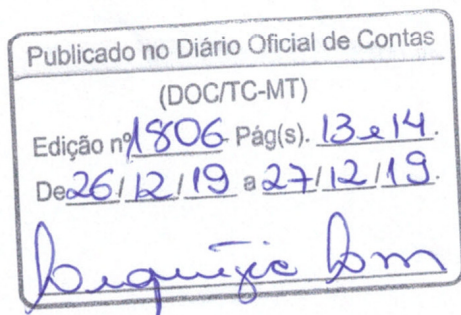 Publicado no Diário Oficial de Contas
(DOC/TC-MT)
Edição nº 1806 Pág(s). 13 e 14.
De 26/12/19 a 27/12/19.